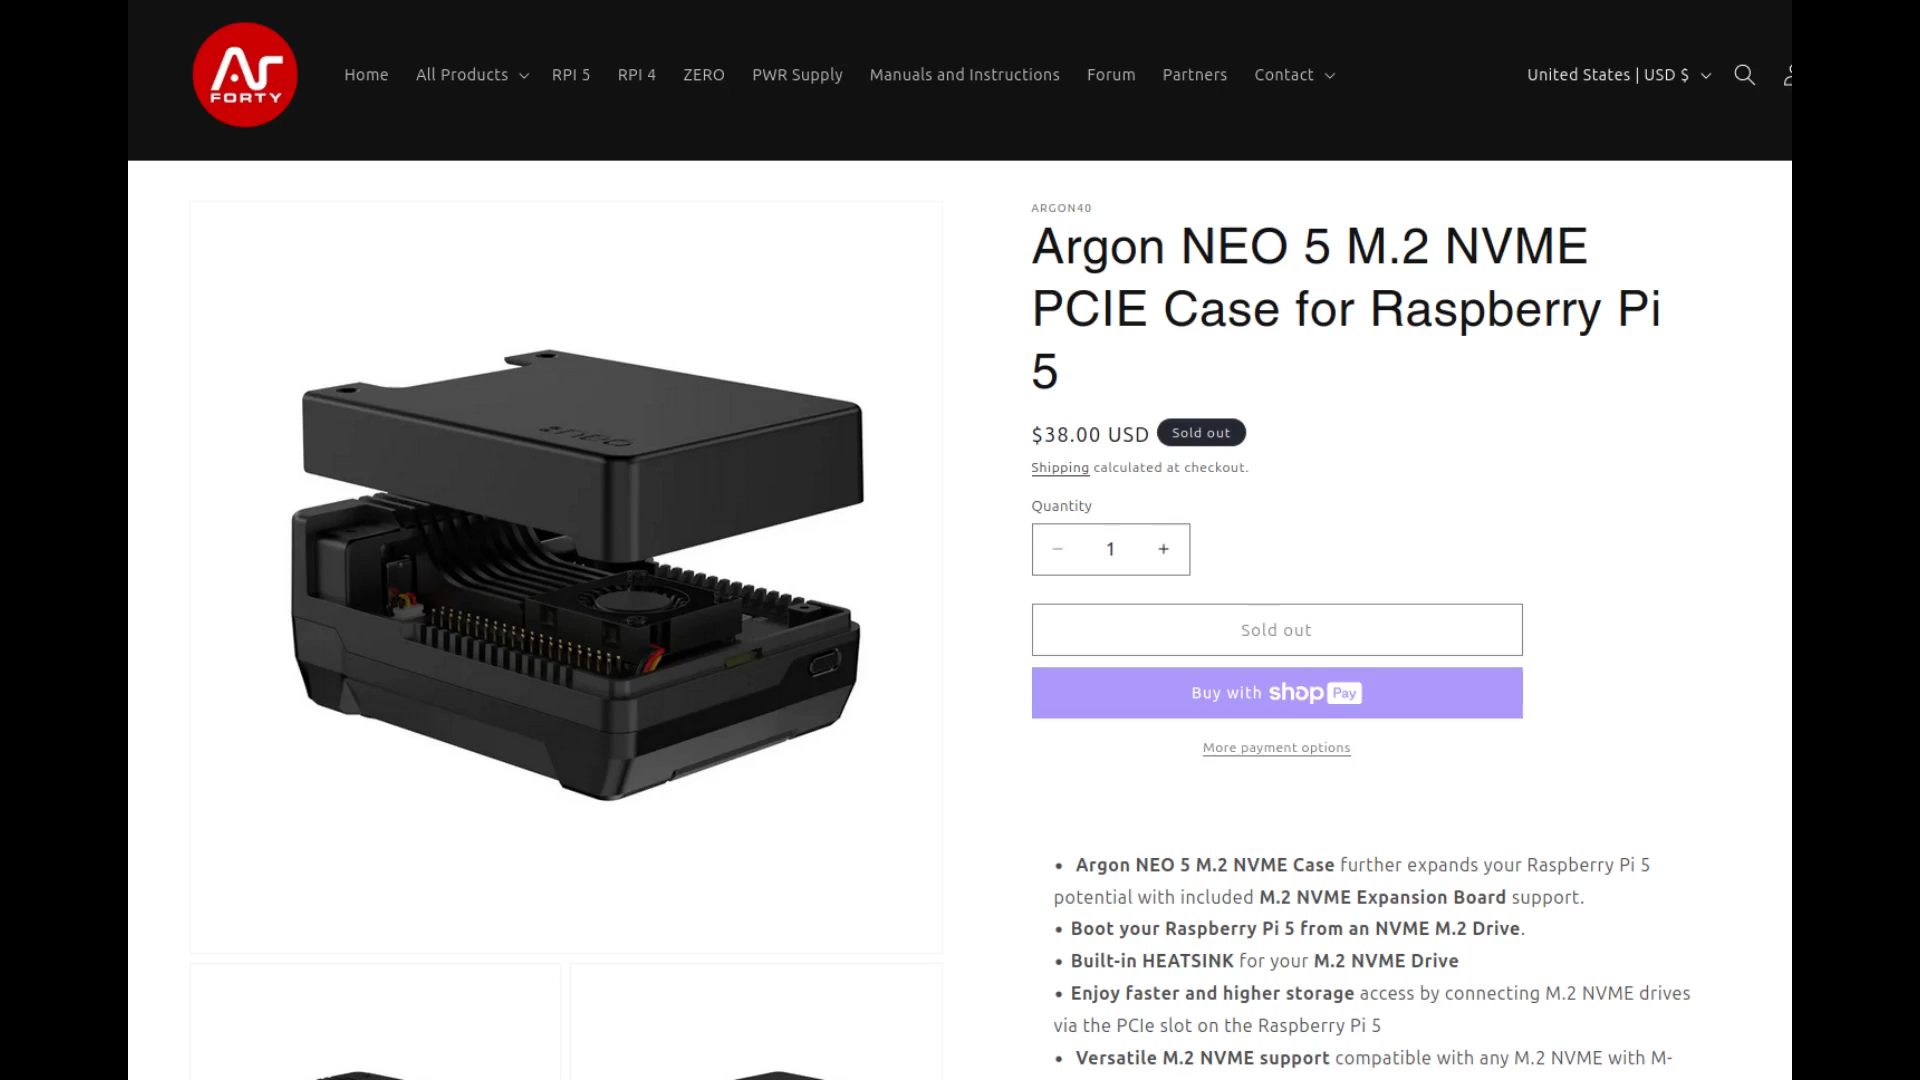 Ar
FORTY
Home All Products RPI 5 RPI 4 ZERO PWR Supply Manuals and Instructions Forum Partners Contact United States | USD $
ARGON40
Argon NEO 5 M.2 NVME
PCIE Case for Raspberry Pi
5
$38.00 USD Sold out
Shipping calculated at checkout.
Quantity
− 1 +
Sold out
Buy with shop Pay
More payment options
• Argon NEO 5 M.2 NVME Case further expands your Raspberry Pi 5
potential with included M.2 NVME Expansion Board support.
• Boot your Raspberry Pi 5 from an NVME M.2 Drive.
• Built-in HEATSINK for your M.2 NVME Drive
• Enjoy faster and higher storage access by connecting M.2 NVME drives
via the PCIe slot on the Raspberry Pi 5
• Versatile M.2 NVME support compatible with any M.2 NVME with M-